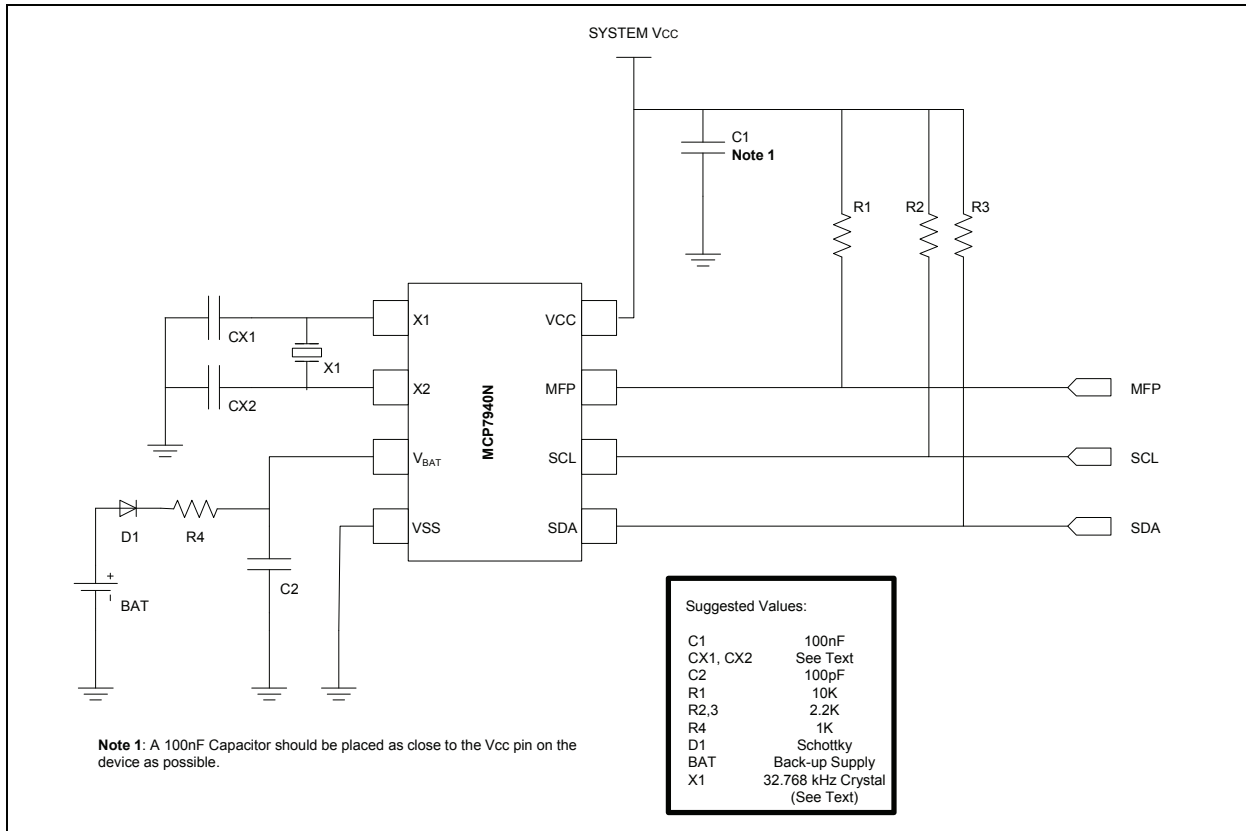 SYSTEM VCC
C1
Note 1
R1
R2
R3
CX1
X1
CX2
X1
X2
VBAT
VSS
MCP7940N
VCC
MFP
SCL
SDA
MFP
SCL
SDA
D1
R4
C2
+
-
BAT
Suggested Values:
C1 100nF
CX1, CX2 See Text
C2 100pF
R1 10K
R2,3 2.2K
R4 1K
D1 Schottky
BAT Back-up Supply
X1 32.768 kHz Crystal
(See Text)
Note 1: A 100nF Capacitor should be placed as close to the Vcc pin on the
device as possible.